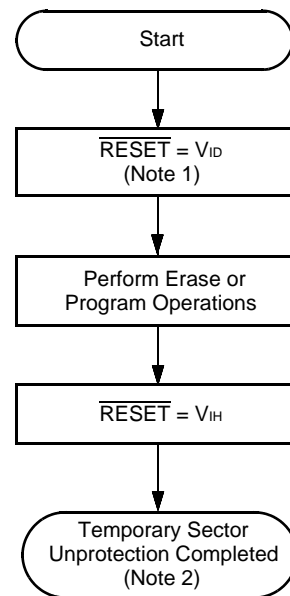 Start
RESET = VID
(Note 1)
Perform Erase or
Program Operations
RESET = VIH
Temporary Sector
Unprotection Completed
(Note 2)